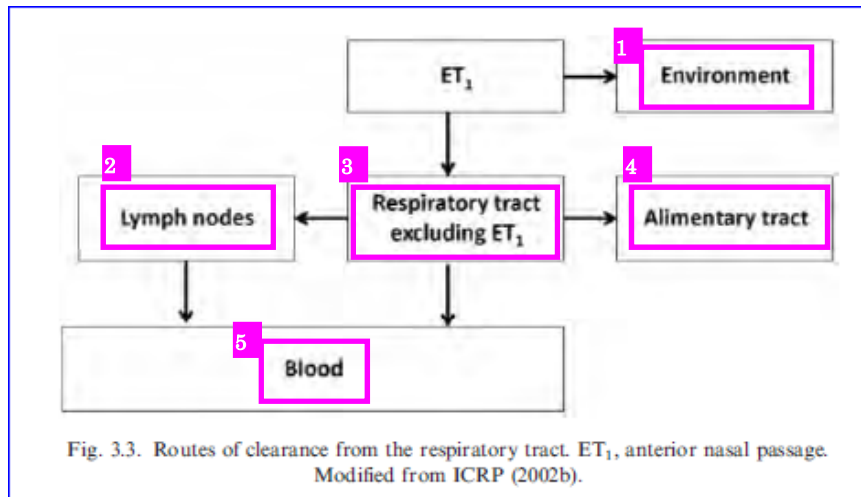 1
ET₁
Environment
2
3
4
Lymph nodes
Respiratory tract
excluding ET₁
Alimentary tract
5
Blood
Fig. 3.3. Routes of clearance from the respiratory tract. ET₁, anterior nasal passage.
Modified from ICRP (2002b).